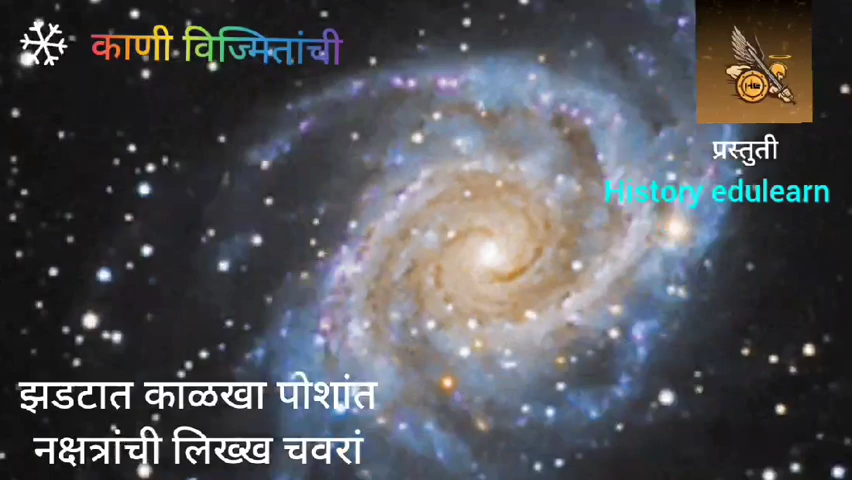 काणी विज्मितांची
प्रस्तुती
History edulearn
झडटात काळखा पोशांत
नक्षत्रांची लिख्ख चवरां